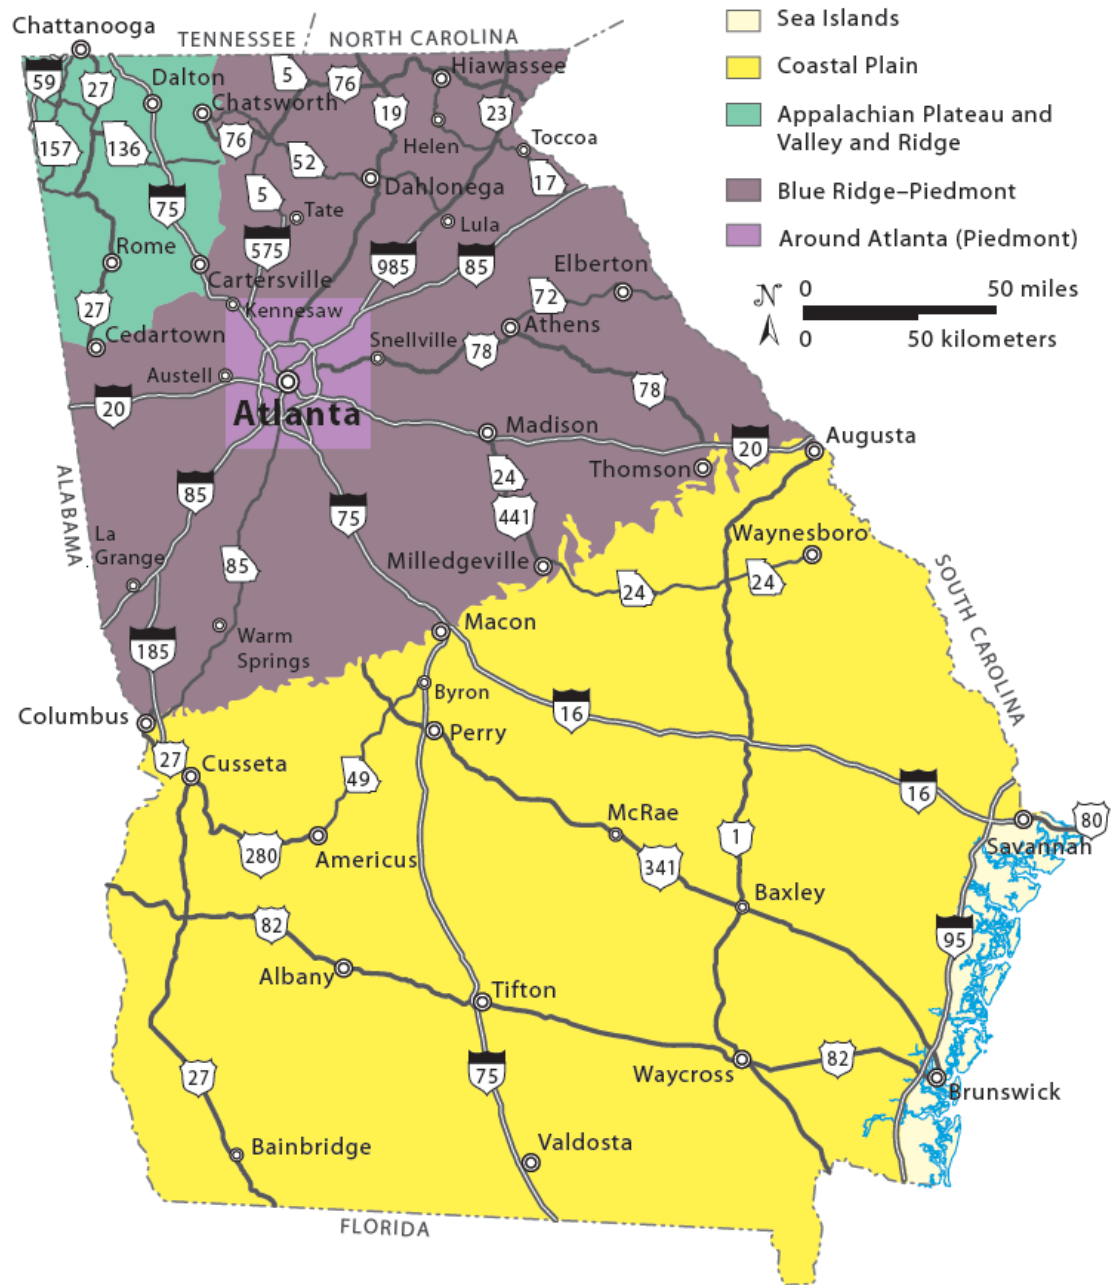 Chattanooga
TENNESSEE
NORTH CAROLINA
Sea Islands
Coastal Plain
Appalachian Plateau and
Valley and Ridge
Blue Ridge–Piedmont
Around Atlanta (Piedmont)
N
0
50 miles
0
50 kilometers
59
27
Dalton
5
76
Hiawassee
Chatsworth
19
23
157
136
76
Helen
Toccoa
52
Dahlonega
17
75
5
Tate
Lula
Rome
575
985
85
Elberton
Cartersville
72
27
Kennesaw
Athens
Cedartown
Snellville
78
Austell
78
20
Atlanta
Madison
20
Augusta
Thomson
ALABAMA
85
75
24
441
La
Grange
85
Milledgeville
Waynesboro
24
24
SOUTH CAROLINA
185
Warm
Springs
Macon
Byron
Columbus
16
Perry
27
Cusseta
49
16
McRae
1
80
Savannah
280
Americus
341
Baxley
82
95
Albany
Tifton
27
75
Waycross
82
Brunswick
Bainbridge
Valdosta
FLORIDA